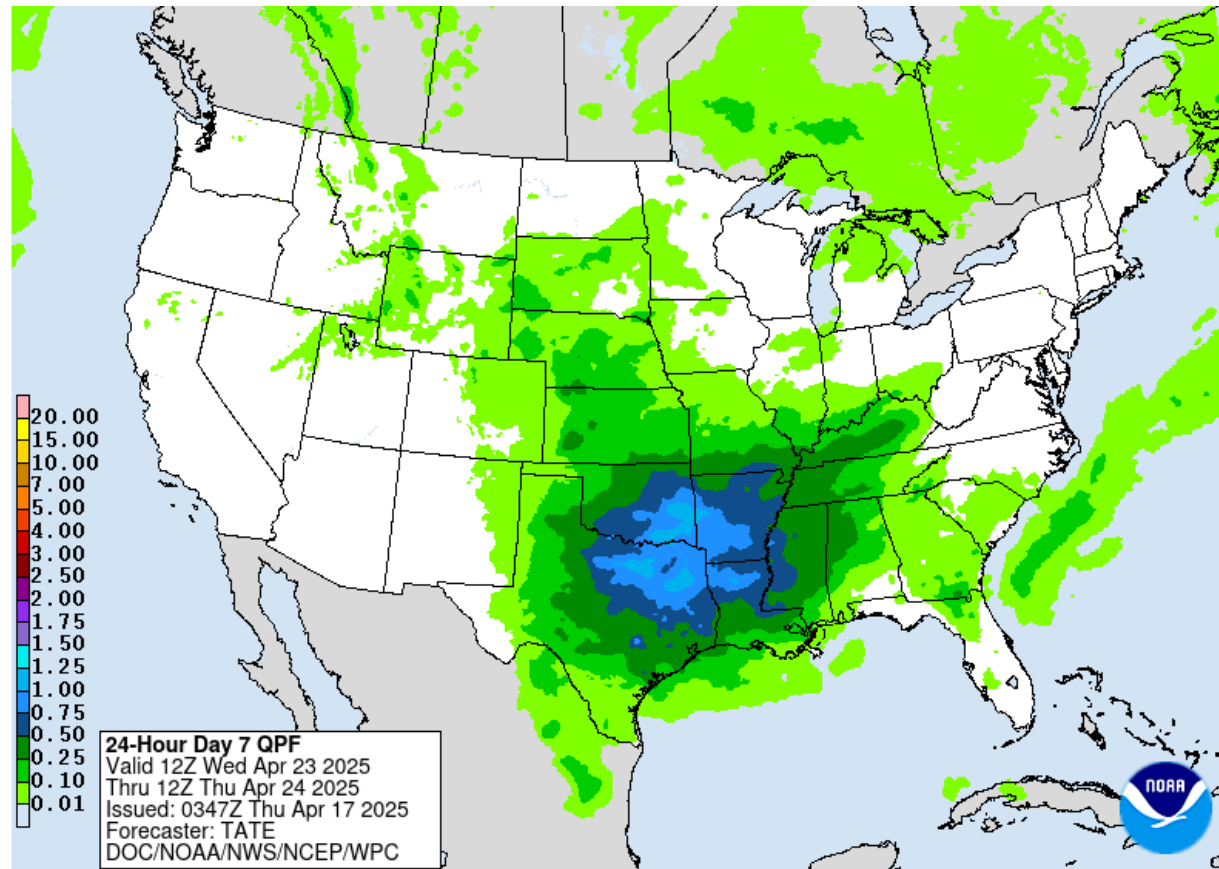 20.00
15.00
10.00
7.00
5.00
4.00
3.00
2.50
2.00
1.75
1.50
1.25
1.00
0.75
0.50
0.25
0.10
0.01
24-Hour Day 7 QPF
Valid 12Z Wed Apr 23 2025
Thru 12Z Thu Apr 24 2025
Issued: 0347Z Thu Apr 17 2025
Forecaster: TATE
DOC/NOAA/NWS/NCEP/WPC
NOAA